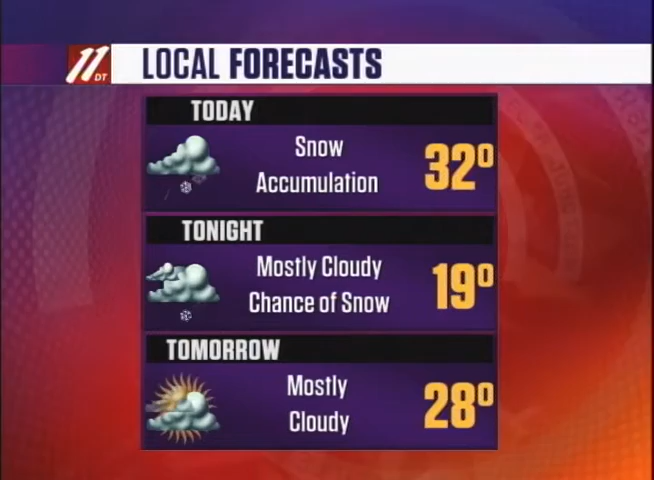 11
DT
LOCAL FORECASTS
TODAY
Snow
Accumulation
32°
TONIGHT
Mostly Cloudy
Chance of Snow
19°
TOMORROW
Mostly
Cloudy
28°